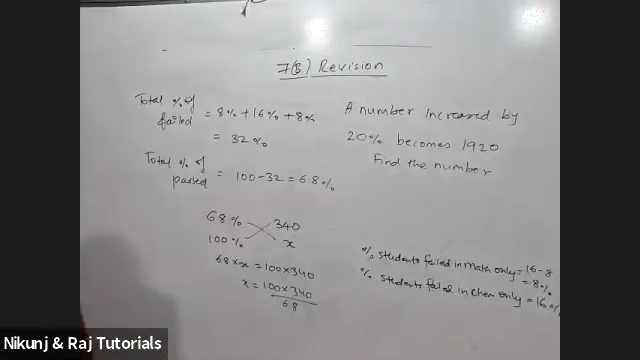 7(B) Revision
Total % of
failed = 8% + 16% + 8%
= 32%
Total % of
passed = 100 - 32 = 68%
68% 340
100% x
68 × x = 100 × 340
x = 100 × 340
68
A number increased by
20% becomes 1920
Find the number
% students failed in Math only = 16 - 8
= 8%
% students failed in Chem only = 16%
Nikunj & Raj Tutorials